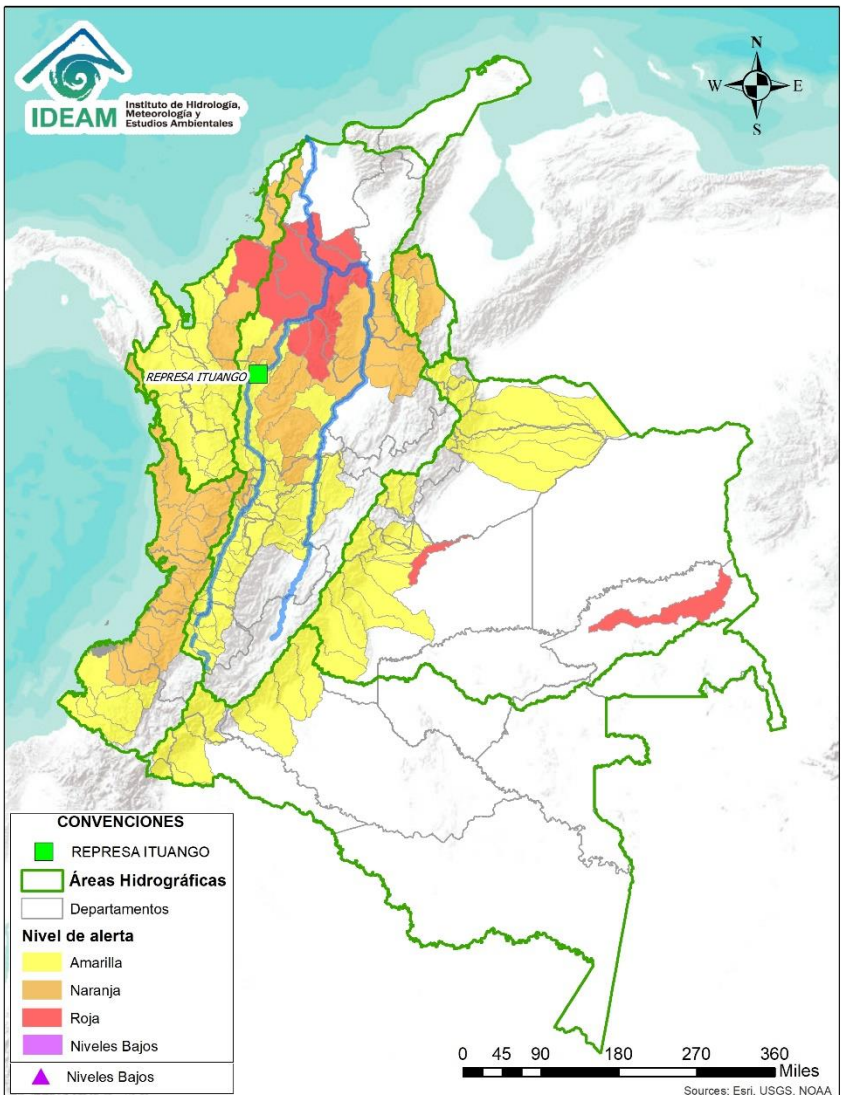 IDEAM
Instituto de Hidrología,
Meteorología y
Estudios Ambientales
N
W
E
S
REPRESA ITUANGO
CONVENCIONES
REPRESA ITUANGO
Áreas Hidrográficas
Departamentos
Nivel de alerta
Amarilla
Naranja
Roja
Niveles Bajos
Niveles Bajos
0 45 90 180 270 360
Miles
Sources: Esri, USGS, NOAA